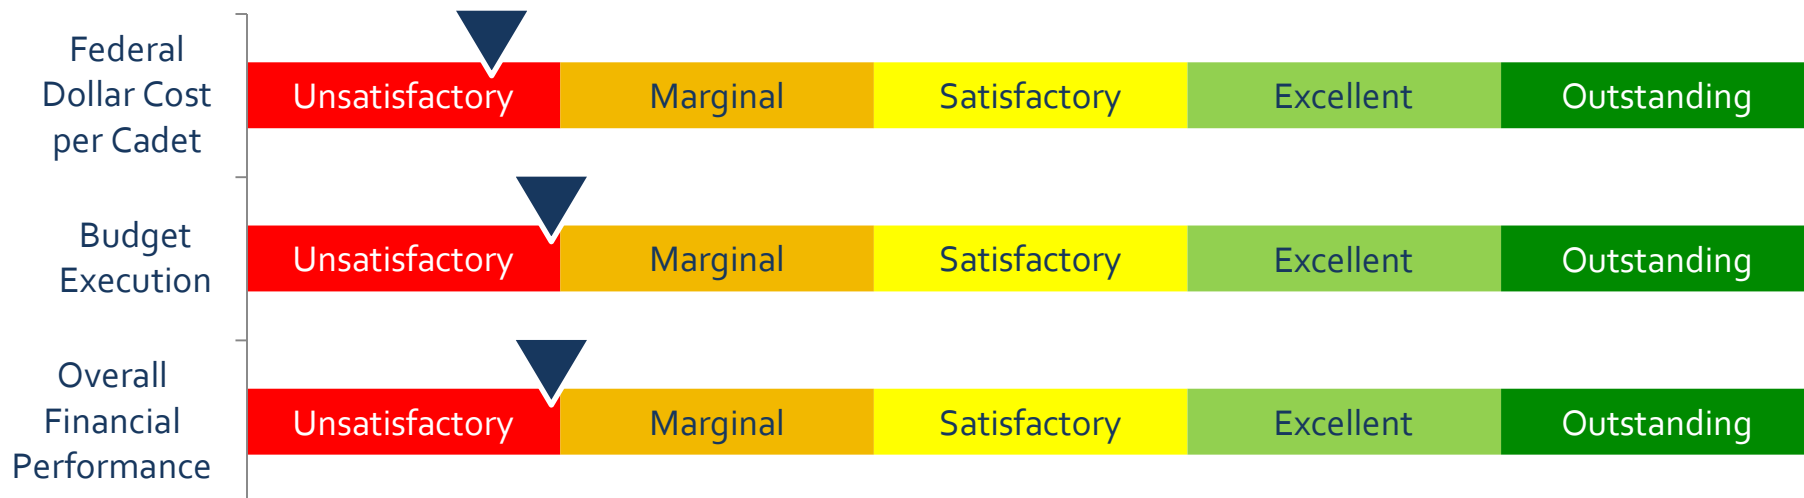 Federal
Dollar Cost
per Cadet
Unsatisfactory Marginal Satisfactory Excellent Outstanding
Budget
Execution
Unsatisfactory Marginal Satisfactory Excellent Outstanding
Overall
Financial
Performance
Unsatisfactory Marginal Satisfactory Excellent Outstanding